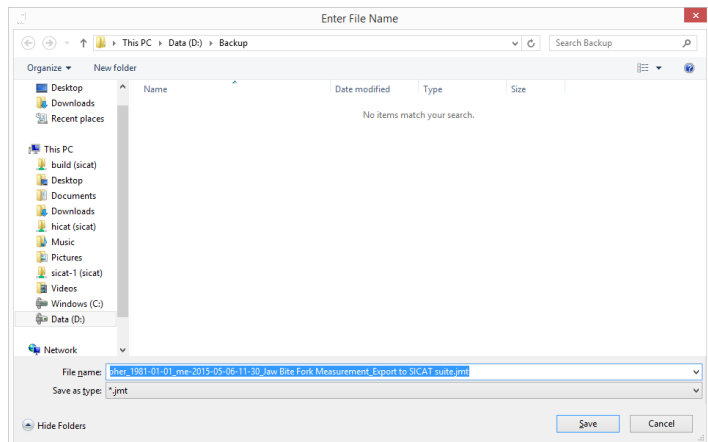 Enter File Name
This PC Data (D:) Backup
Search Backup
Organize New folder
Desktop
Downloads
Recent places
This PC
build (sicat)
Desktop
Documents
Downloads
hicat (sicat)
Music
Pictures
sicat-1 (sicat)
Videos
Windows (C:)
Data (D:)
Network
Name Date modified Type Size
No items match your search.
File name: pher_1981-01-01_me-2015-05-06-11-30_Jaw Bite Fork Measurement_Export to SICAT suite.jmt
Save as type: *.jmt
Hide Folders
Save Cancel